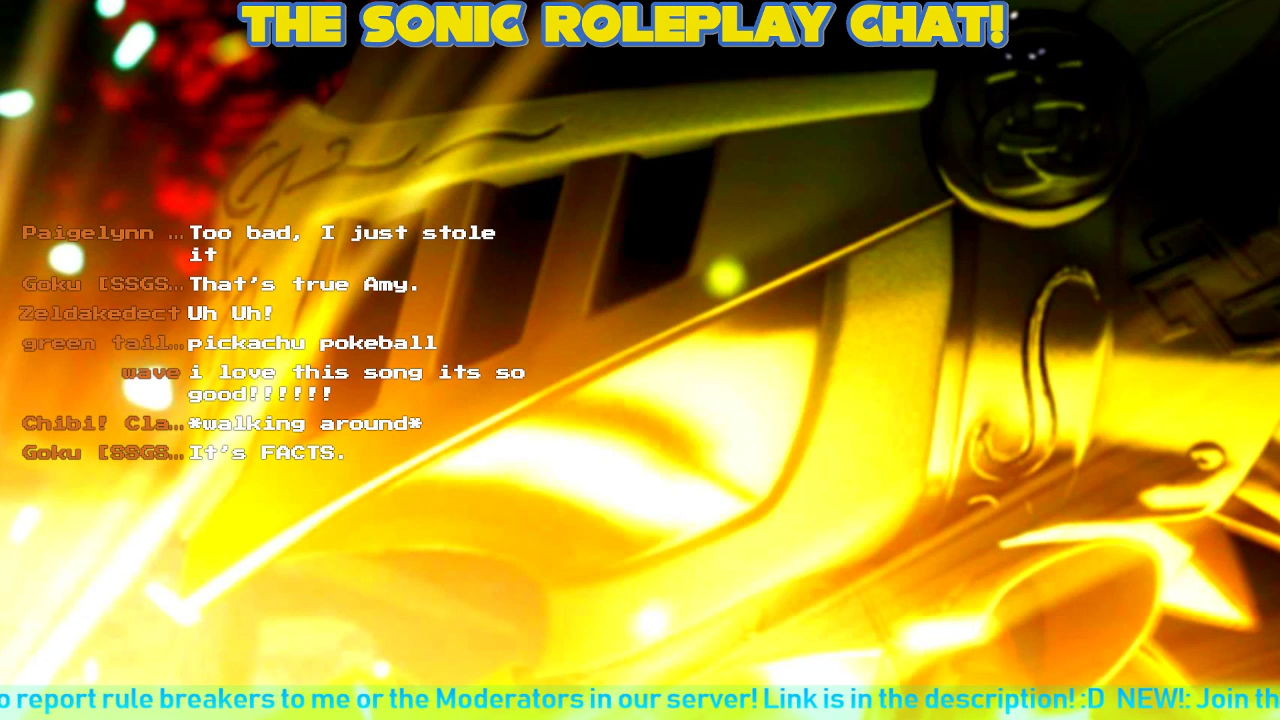 THE SONIC ROLEPLAY CHAT!
Paigelynn ... Too bad, I just stole
it
Goku [SSGS... That's true Amy.
Zeldakedect Uh Uh!
green tail... pickachu pokeball
wave i love this song its so
good!!!!!!
Chibi! Cla... *walking around*
Goku [SSGS... It's FACTS.
o report rule breakers to me or the Moderators in our server! Link is in the description! :D NEW!: Join th